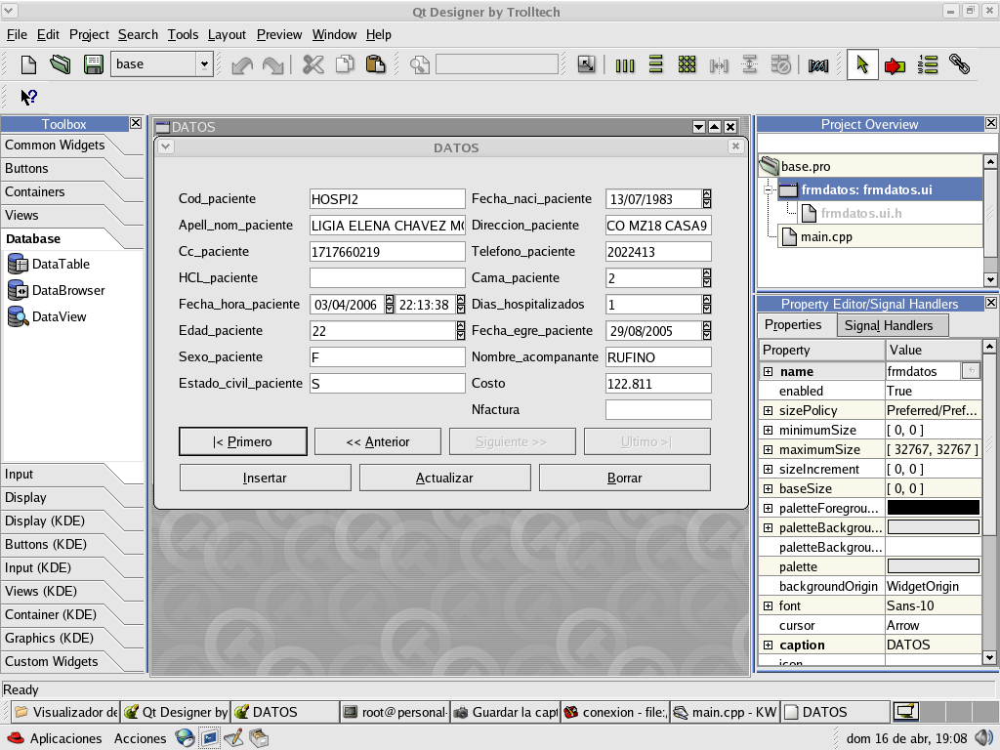 Qt Designer by Trolltech
File Edit Project Search Tools Layout Preview Window Help
base
Toolbox
Common Widgets
Buttons
Containers
Views
Database
DataTable
DataBrowser
DataView
Input
Display
Display (KDE)
Buttons (KDE)
Input (KDE)
Views (KDE)
Container (KDE)
Graphics (KDE)
Custom Widgets
DATOS
DATOS
Cod_paciente HOSPI2 Fecha_naci_paciente 13/07/1983
Apell_nom_paciente LIGIA ELENA CHAVEZ Direccion_paciente CO MZ18 CASA9
Cc_paciente 1717660219 Telefono_paciente 2022413
HCL_paciente Cama_paciente 2
Fecha_hora_paciente 03/04/2006 22:13:38 Dias_hospitalizados 1
Edad_paciente 22 Fecha_egre_paciente 29/08/2005
Sexo_paciente F Nombre_acompanante RUFINO
Estado_civil_paciente S Costo 122.811
Nfactura
|< Primero << Anterior Siguiente >> Ultimo >|
Insertar Actualizar Borrar
Project Overview
base.pro
frmdatos: frmdatos.ui
frmdatos.ui.h
main.cpp
Property Editor/Signal Handlers
Properties Signal Handlers
Property Value
name frmdatos
enabled True
sizePolicy Preferred/Pref...
minimumSize [ 0, 0 ]
maximumSize [ 32767, 32767 ]
sizeIncrement [ 0, 0 ]
baseSize [ 0, 0 ]
paletteForegrou...
paletteBackgrou...
paletteBackgrou...
palette
backgroundOrigin WidgetOrigin
font Sans-10
cursor Arrow
caption DATOS
icon
Ready
Visualizador de Qt Designer by DATOS root@personal- Guardar la capt conexion - file:, main.cpp - KW DATOS
Aplicaciones Acciones dom 16 de abr, 19:08